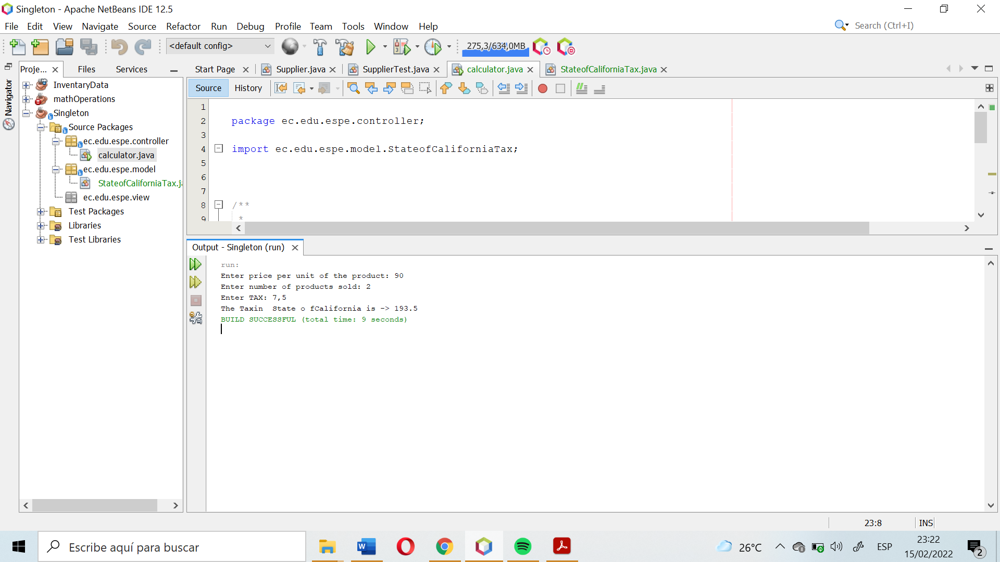 Singleton - Apache NetBeans IDE 12.5
File Edit View Navigate Source Refactor Run Debug Profile Team Tools Window Help
Search (Ctrl+I)
<default config>
275,3/634,0MB
Navigator
Proje... Files Services
InventaryData
mathOperations
Singleton
Source Packages
ec.edu.espe.controller
calculator.java
ec.edu.espe.model
StateofCaliforniaTax.ja
ec.edu.espe.view
Test Packages
Libraries
Test Libraries
Start Page Supplier.java SupplierTest.java calculator.java StateofCaliforniaTax.java
Source History
1
2 package ec.edu.espe.controller;
3
4 import ec.edu.espe.model.StateofCaliforniaTax;
5
6
7
8 /**
9 *
Output - Singleton (run)
run:
Enter price per unit of the product: 90
Enter number of products sold: 2
Enter TAX: 7,5
The Taxin  State o fCalifornia is -> 193.5
BUILD SUCCESSFUL (total time: 9 seconds)
23:8 INS
Escribe aquí para buscar
26°C ESP
23:22
15/02/2022
2